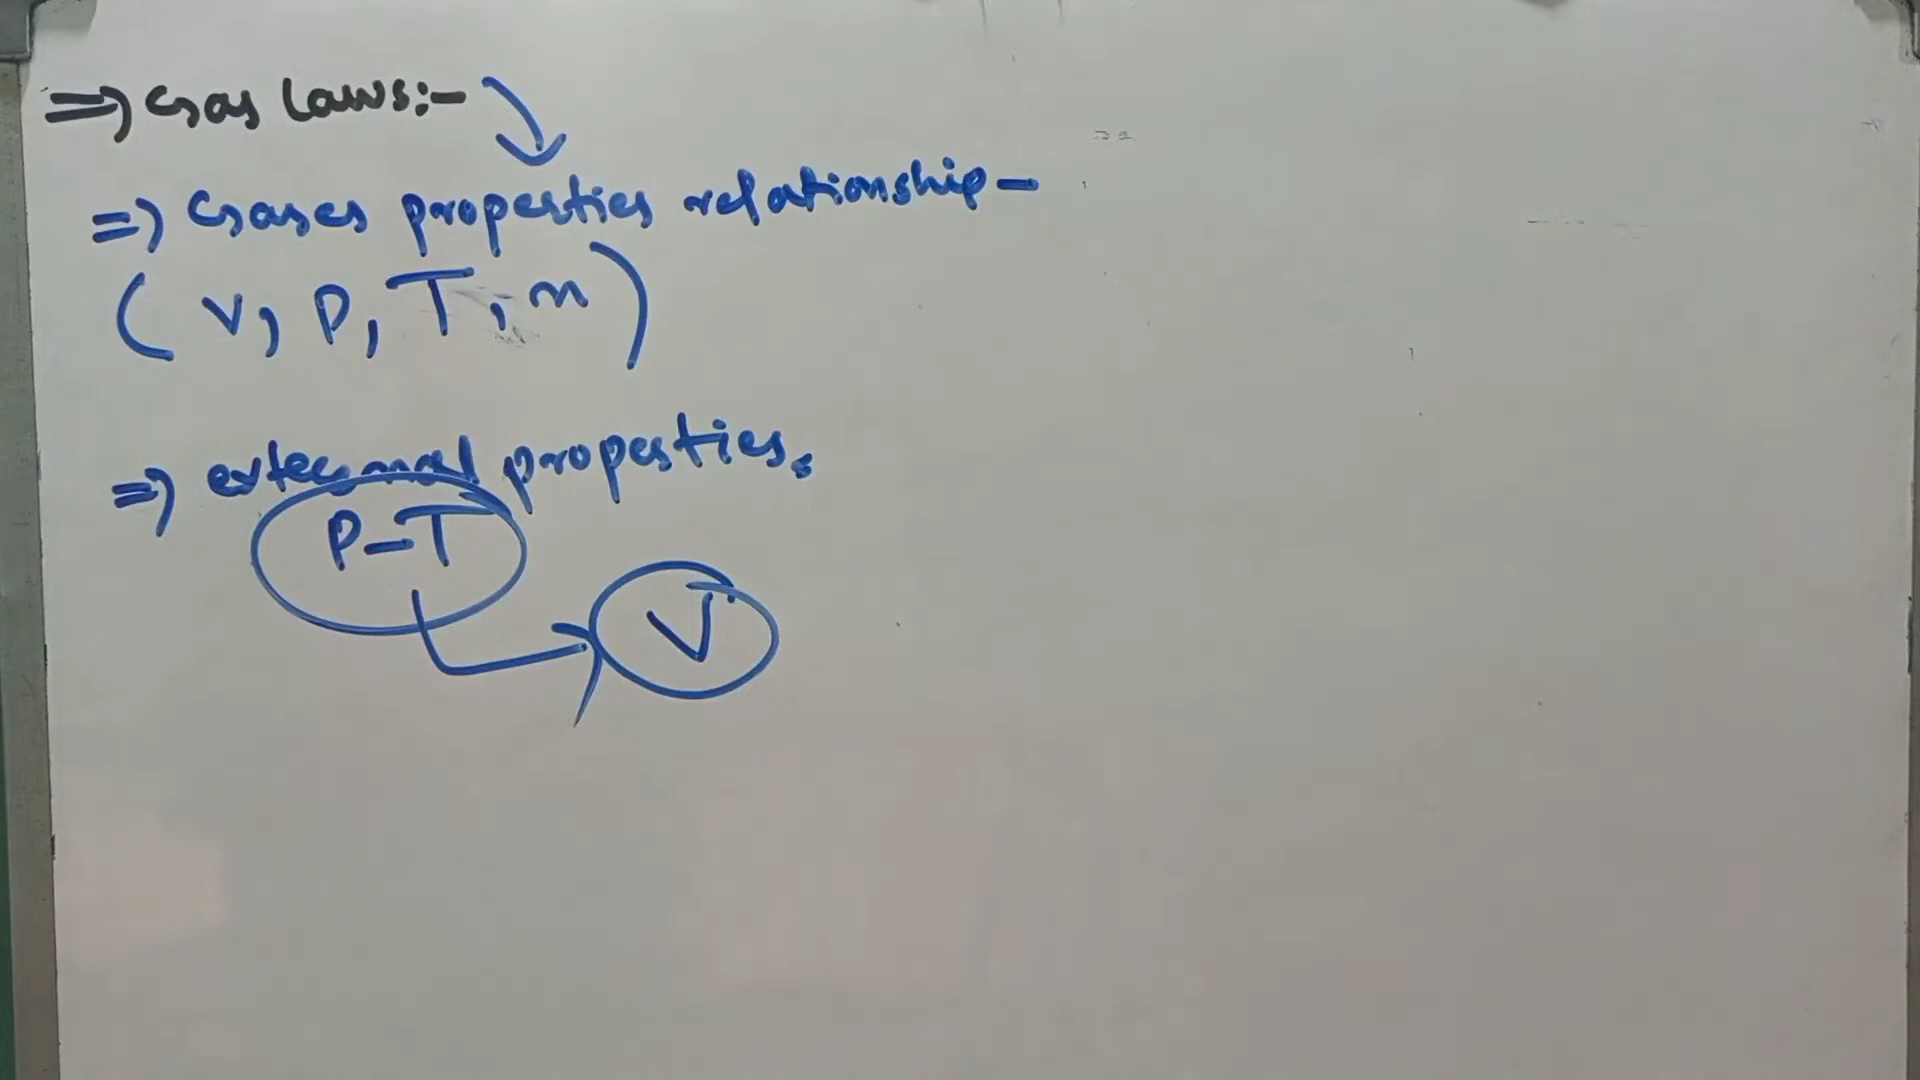 ⇒ Gas Laws:-
⇒ Gases properties relationship -
( V, P, T, n )
⇒ external properties.
P-T
V